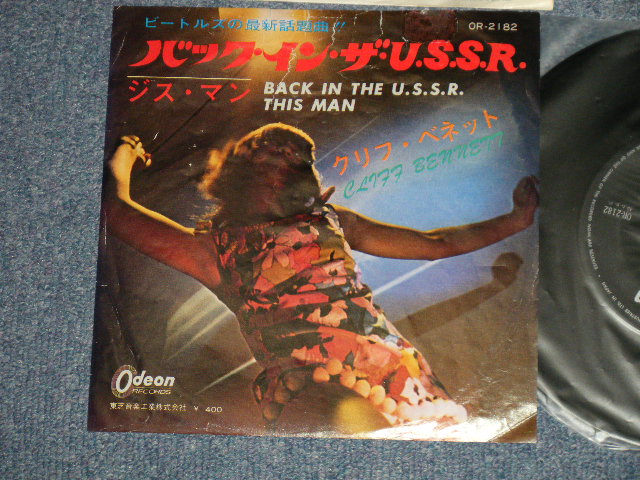 ビートルズの最新話題曲!!
OR-2182
バック・イン・ザ・U.S.S.R.
ジス・マン
BACK IN THE U.S.S.R.
THIS MAN
クリフ・ベネット
CLIFF BENNETT
Odeon
RECORDS
東芝音楽工業株式会社 ¥ 400
OR-2182